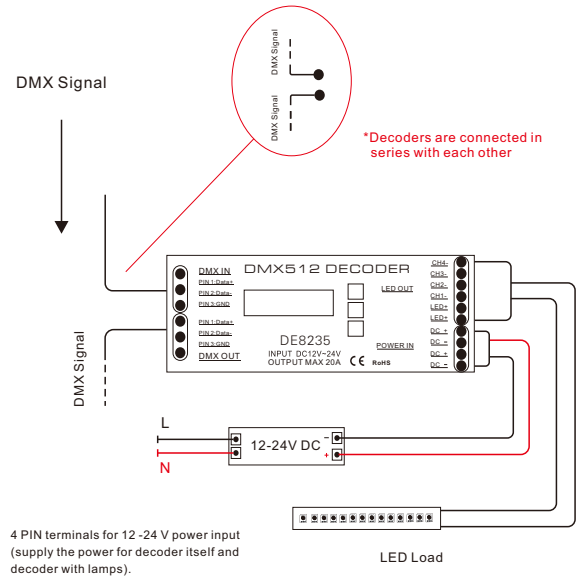 DMX Signal
DMX Signal
DMX Signal
*Decoders are connected in
series with each other
DMX IN
PIN 1:Data+
PIN 2:Data-
PIN 3:GND
PIN 1:Data+
PIN 2:Data-
PIN 3:GND
DMX OUT
DMX512 DECODER
LED OUT
DE8235
INPUT DC12V~24V
OUTPUT MAX 20A
CE RoHS
POWER IN
CH4-
CH3-
CH2-
CH1-
LED+
LED+
DC +
DC -
DC +
DC -
DMX Signal
L
N
12-24V DC
-
+
LED Load
4 PIN terminals for 12 -24 V power input
(supply the power for decoder itself and
decoder with lamps).